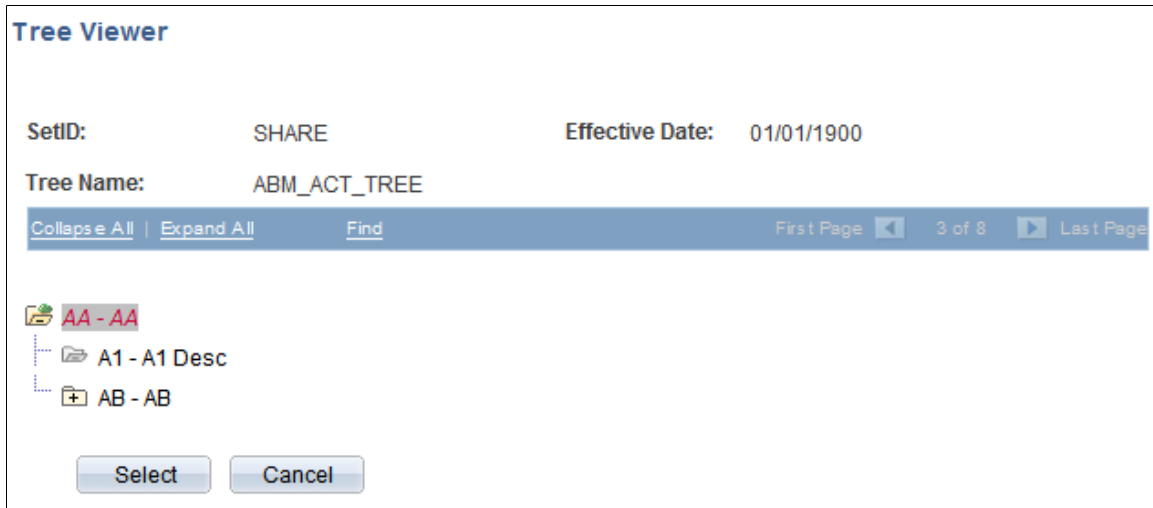 Tree Viewer
SetID: SHARE Effective Date: 01/01/1900
Tree Name: ABM_ACT_TREE
Collapse All | Expand All Find First Page 3 of 8 Last Page
AA - AA
A1 - A1 Desc
AB - AB
Select Cancel